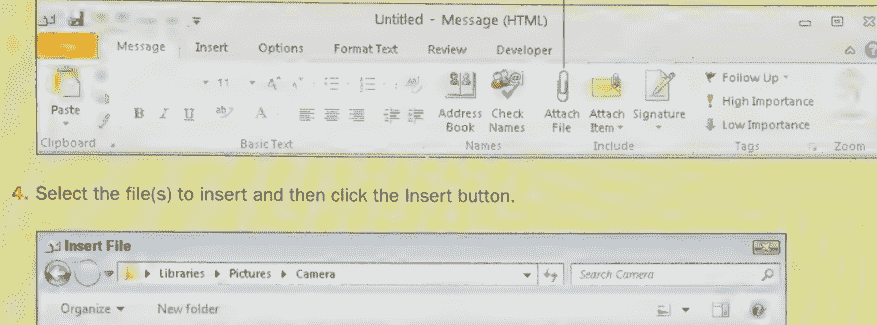 Untitled - Message (HTML)
Message Insert Options Format Text Review Developer
11
Paste
B I U ab A
Address Book
Check Names
Attach File
Attach Item
Signature
Follow Up
High Importance
Low Importance
Clipboard Basic Text Names Include Tags Zoom
4. Select the file(s) to insert and then click the Insert button.
Insert File
Libraries Pictures Camera Search Camera
Organize New folder